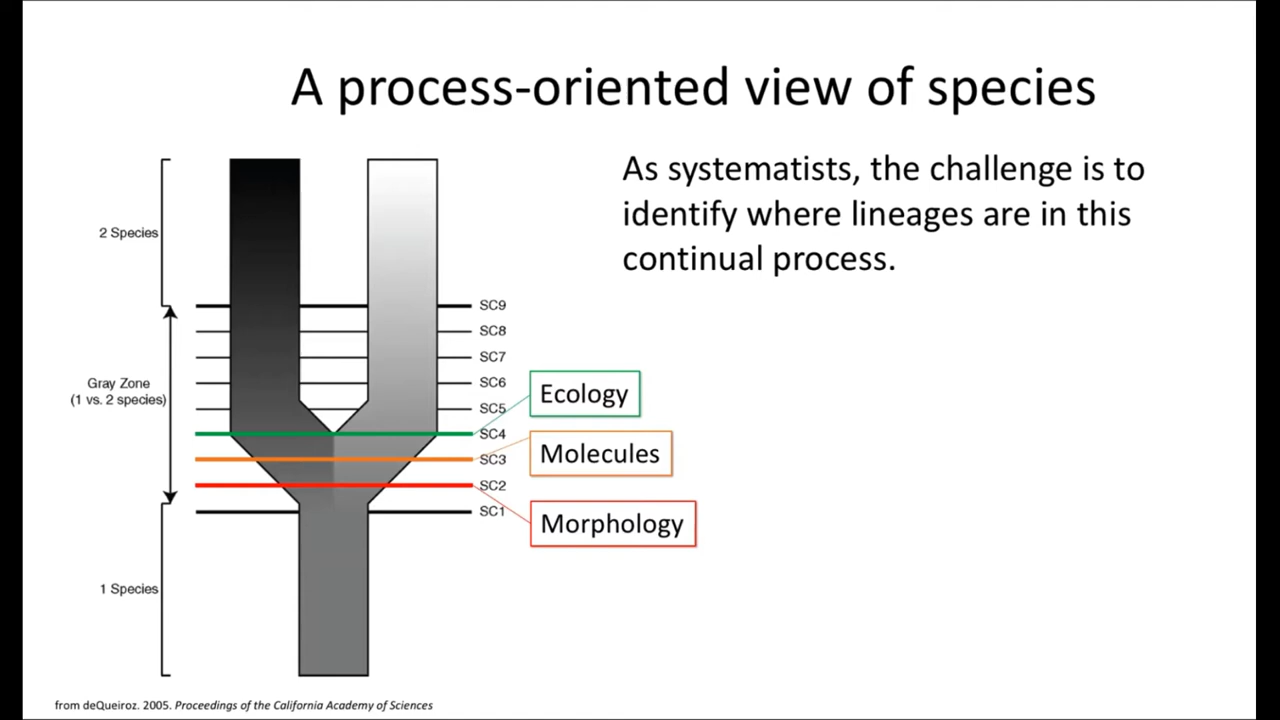 A process-oriented view of species
As systematists, the challenge is to
identify where lineages are in this
continual process.
2 Species
SC9
SC8
SC7
SC6
Gray Zone
(1 vs. 2 species)
SC5
SC4
SC3
SC2
SC1
Ecology
Molecules
Morphology
1 Species
from deQueiroz. 2005. Proceedings of the California Academy of Sciences